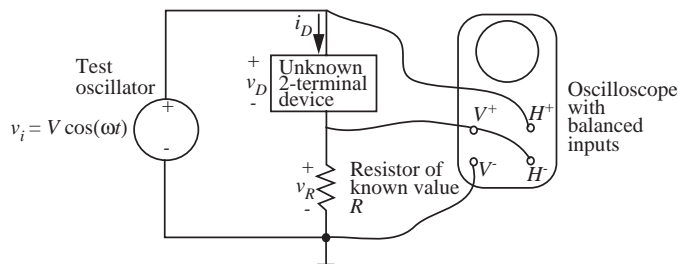 i_D
Test
oscillator
v_i = V cos(ωt)
+
-
+
v_D
-
Unknown
2-terminal
device
+
v_R
-
Resistor of
known value
R
V+
H+
V-
H-
Oscilloscope
with
balanced
inputs